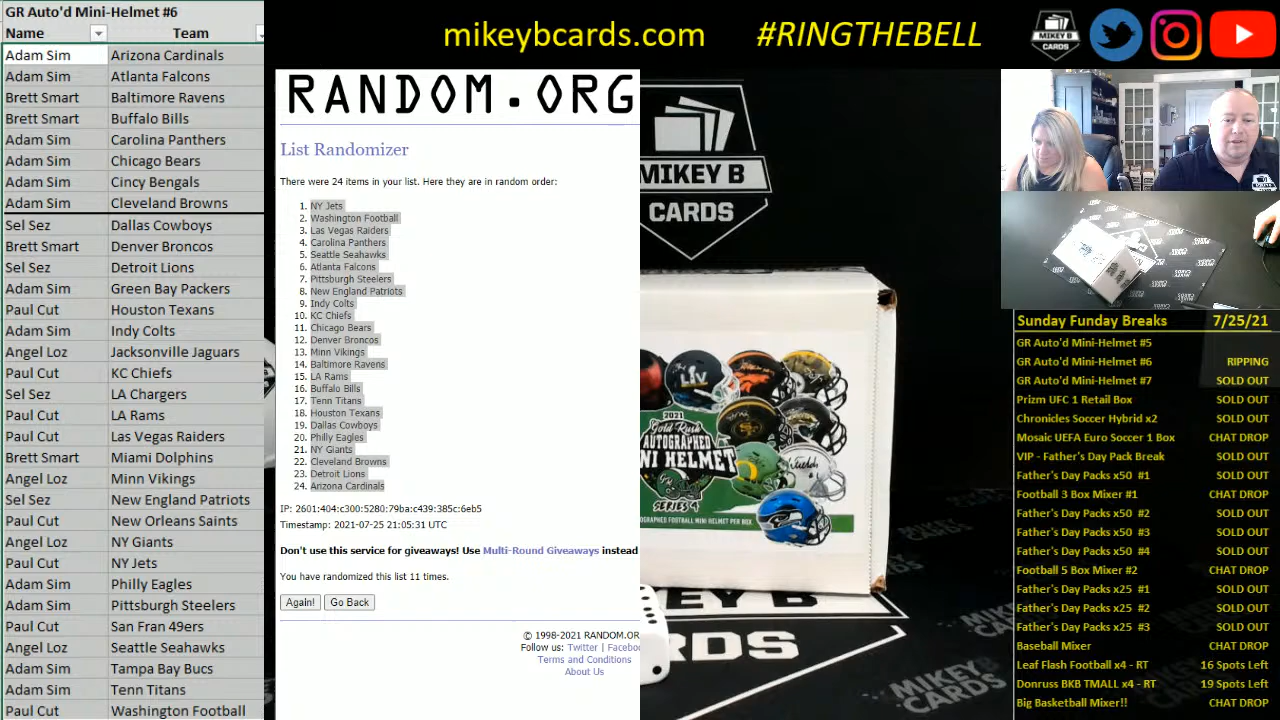 GR Auto'd Mini-Helmet #6
Name Team
Adam Sim Arizona Cardinals
Adam Sim Atlanta Falcons
Brett Smart Baltimore Ravens
Brett Smart Buffalo Bills
Adam Sim Carolina Panthers
Adam Sim Chicago Bears
Adam Sim Cincy Bengals
Adam Sim Cleveland Browns
Sel Sez Dallas Cowboys
Brett Smart Denver Broncos
Sel Sez Detroit Lions
Adam Sim Green Bay Packers
Paul Cut Houston Texans
Adam Sim Indy Colts
Angel Loz Jacksonville Jaguars
Paul Cut KC Chiefs
Sel Sez LA Chargers
Paul Cut LA Rams
Paul Cut Las Vegas Raiders
Brett Smart Miami Dolphins
Angel Loz Minn Vikings
Sel Sez New England Patriots
Paul Cut New Orleans Saints
Angel Loz NY Giants
Paul Cut NY Jets
Adam Sim Philly Eagles
Adam Sim Pittsburgh Steelers
Paul Cut San Fran 49ers
Angel Loz Seattle Seahawks
Adam Sim Tampa Bay Bucs
Adam Sim Tenn Titans
Paul Cut Washington Football
mikeybcards.com #RINGTHEBELL
MIKEY B
CARDS
RANDOM.ORG
List Randomizer
There were 24 items in your list. Here they are in random order:
1. NY Jets
2. Washington Football
3. Las Vegas Raiders
4. Carolina Panthers
5. Seattle Seahawks
6. Atlanta Falcons
7. Pittsburgh Steelers
8. New England Patriots
9. Indy Colts
10. KC Chiefs
11. Chicago Bears
12. Denver Broncos
13. Minn Vikings
14. Baltimore Ravens
15. LA Rams
16. Buffalo Bills
17. Tenn Titans
18. Houston Texans
19. Dallas Cowboys
20. Philly Eagles
21. NY Giants
22. Cleveland Browns
23. Detroit Lions
24. Arizona Cardinals
IP: 2601:404:c300:5280:79ba:c439:385c:6eb5
Timestamp: 2021-07-25 21:05:31 UTC
Don't use this service for giveaways! Use Multi-Round Giveaways instead
You have randomized this list 11 times.
Again! Go Back
© 1998-2021 RANDOM.OR
Follow us: Twitter | Facebo
Terms and Conditions
About Us
MIKEY B
CARDS
2021
Gold Rush
AUTOGRAPHED
MINI HELMET
SERIES 4
AUTOGRAPHED FOOTBALL MINI HELMET PER BOX
EY B
RDS
MIKEY B
CARDS
Sunday Funday Breaks 7/25/21
GR Auto'd Mini-Helmet #5
GR Auto'd Mini-Helmet #6 RIPPING
GR Auto'd Mini-Helmet #7 SOLD OUT
Prizm UFC 1 Retail Box SOLD OUT
Chronicles Soccer Hybrid x2 SOLD OUT
Mosaic UEFA Euro Soccer 1 Box CHAT DROP
VIP - Father's Day Pack Break SOLD OUT
Father's Day Packs x50 #1 SOLD OUT
Football 3 Box Mixer #1 CHAT DROP
Father's Day Packs x50 #2 SOLD OUT
Father's Day Packs x50 #3 SOLD OUT
Father's Day Packs x50 #4 SOLD OUT
Football 5 Box Mixer #2 CHAT DROP
Father's Day Packs x25 #1 SOLD OUT
Father's Day Packs x25 #2 SOLD OUT
Father's Day Packs x25 #3 SOLD OUT
Baseball Mixer CHAT DROP
Leaf Flash Football x4 - RT 16 Spots Left
Donruss BKB TMALL x4 - RT 19 Spots Left
Big Basketball Mixer!! CHAT DROP